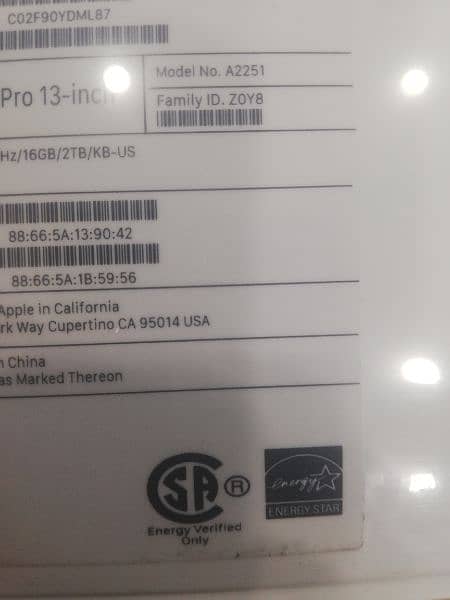 C02F90YDML87
Pro 13-inch
Model No. A2251
Family ID. Z0Y8
Hz/16GB/2TB/KB-US
88:66:5A:13:90:42
88:66:5A:1B:59:56
Apple in California
rk Way Cupertino CA 95014 USA
n China
as Marked Thereon
SA ®
Energy Verified
Only
energy
ENERGY STAR